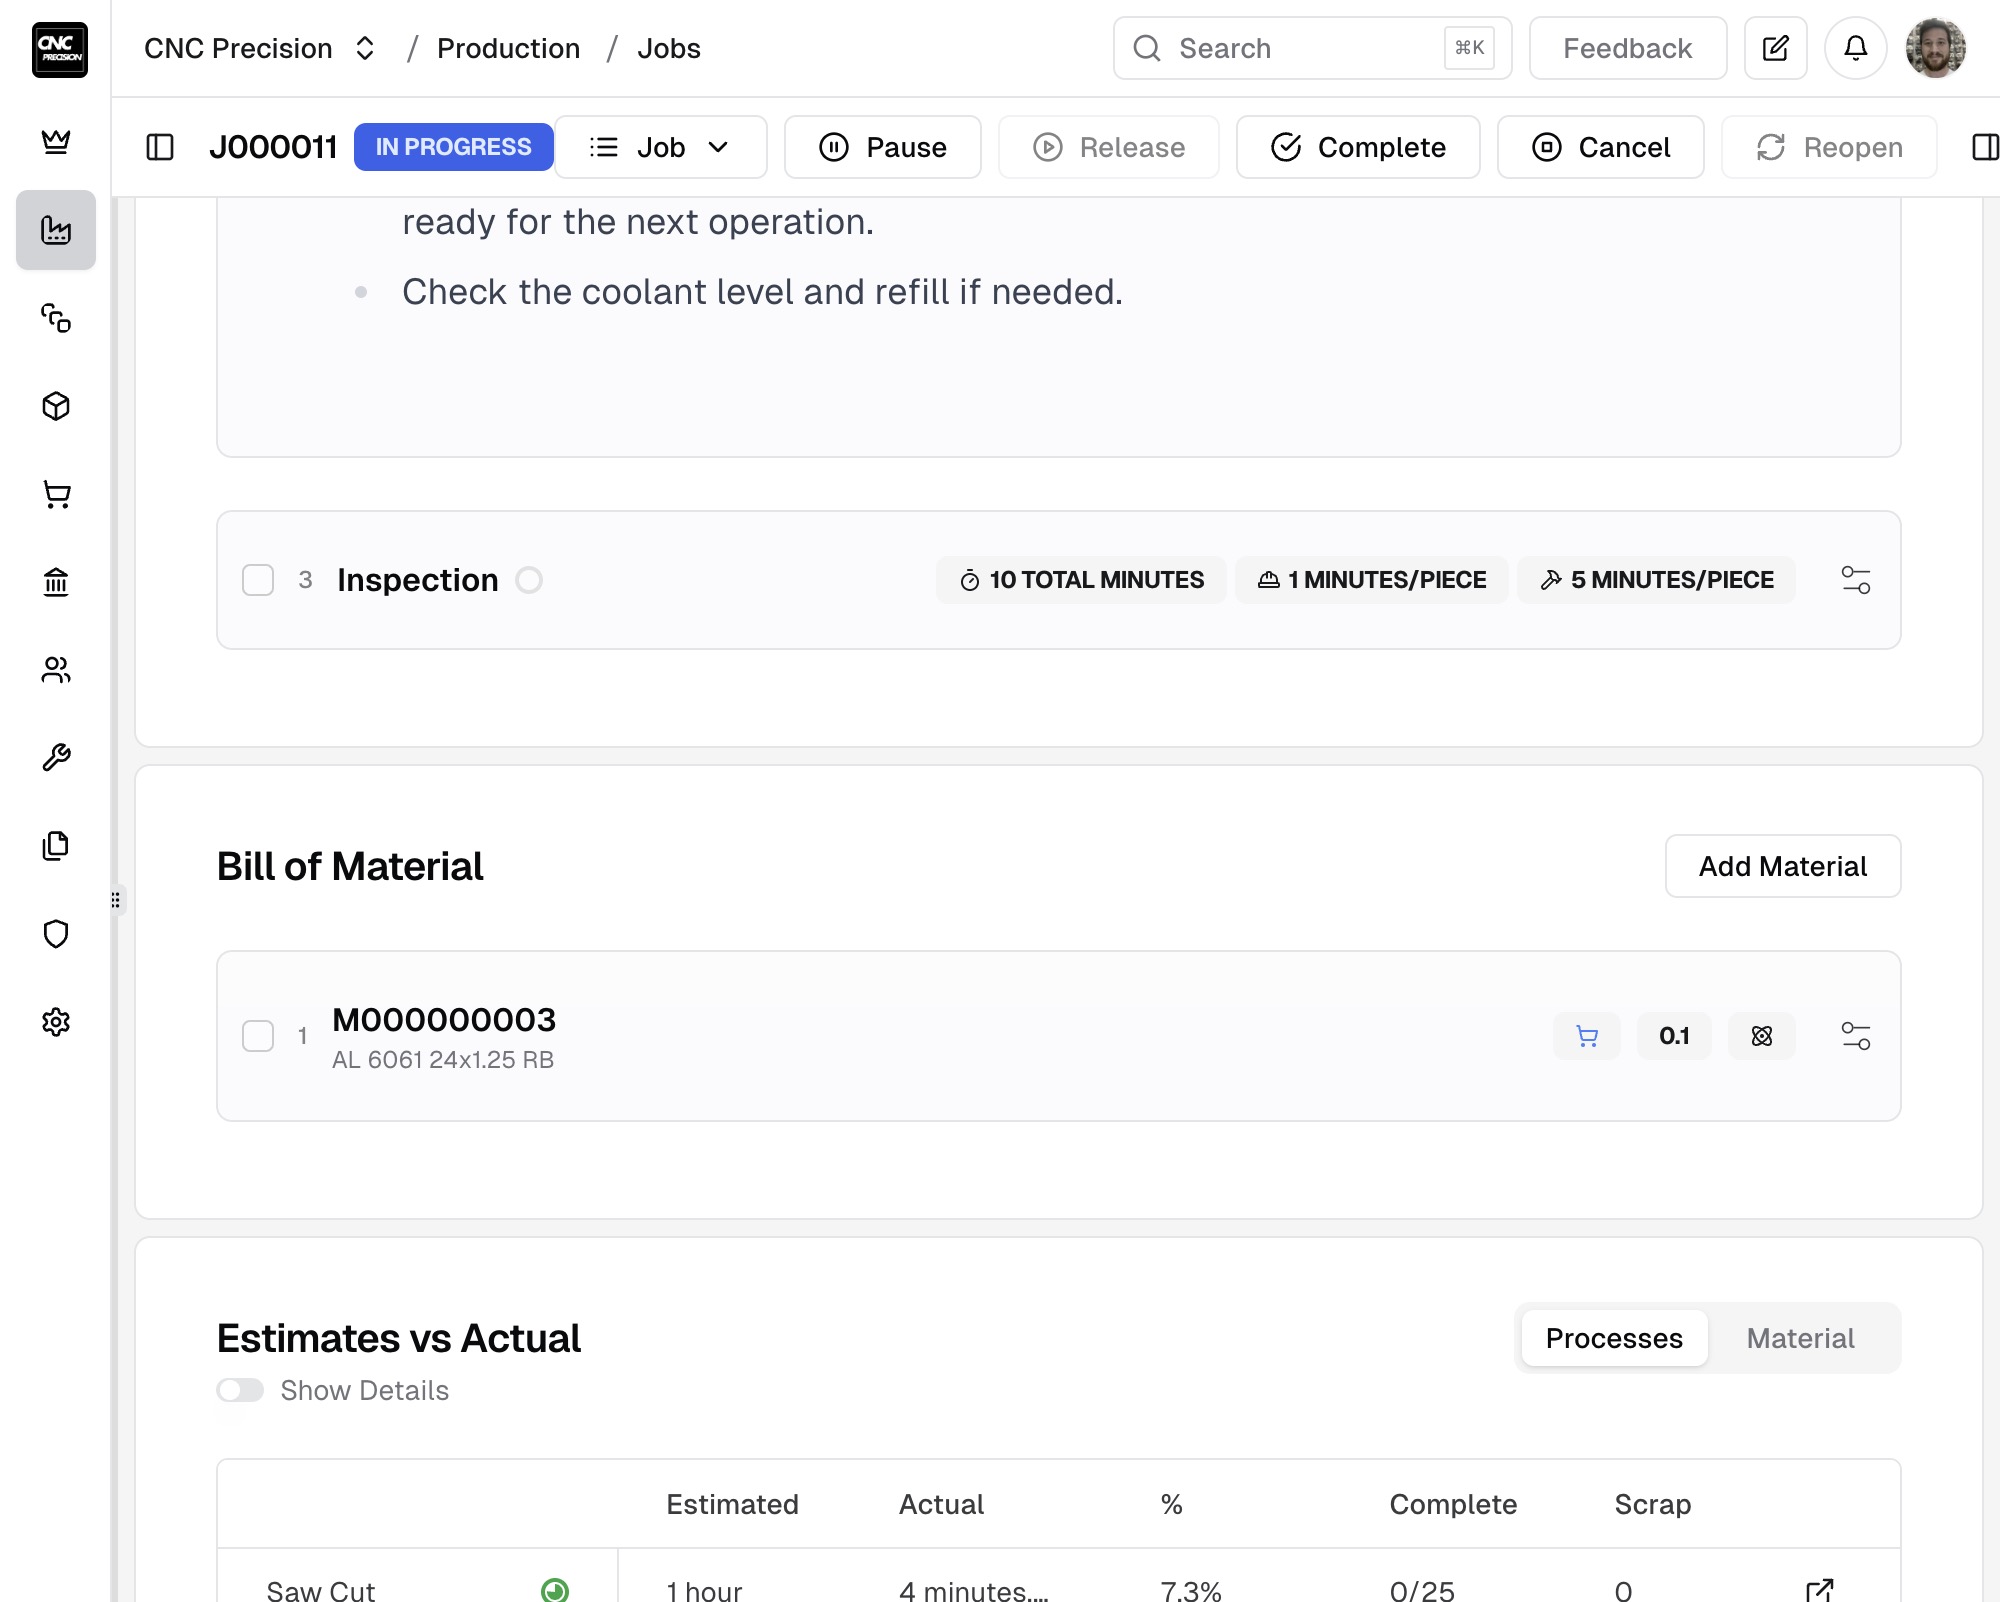 CNC PRECISION
CNC Precision / Production / Jobs
Search ⌘K
Feedback
J000011 IN PROGRESS Job Pause Release Complete Cancel Reopen
ready for the next operation.
Check the coolant level and refill if needed.
3 Inspection 10 TOTAL MINUTES 1 MINUTES/PIECE 5 MINUTES/PIECE
Bill of Material Add Material
1 M000000003 0.1
AL 6061 24x1.25 RB
Estimates vs Actual Processes Material
Show Details
Estimated Actual % Complete Scrap
Saw Cut 1 hour 4 minutes.... 7.3% 0/25 0